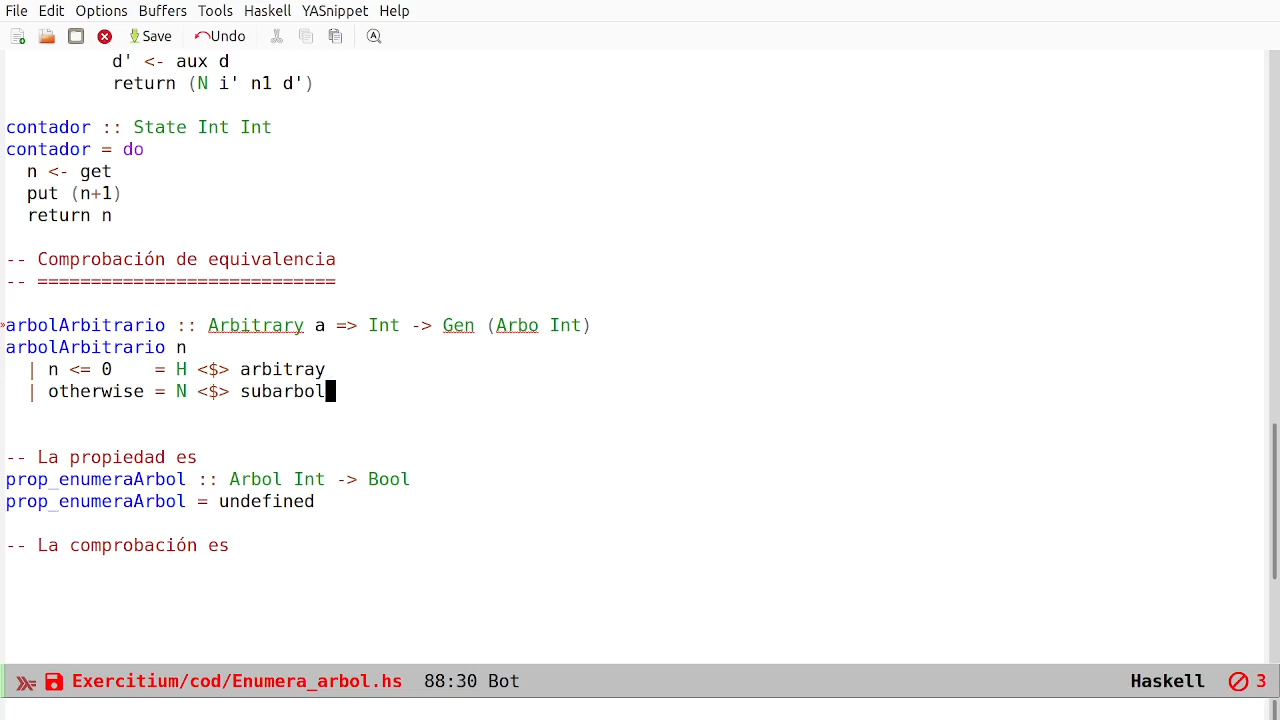 File Edit Options Buffers Tools Haskell YASnippet Help
Save Undo
            d' <- aux d
            return (N i' n1 d')
contador :: State Int Int
contador = do
  n <- get
  put (n+1)
  return n
-- Comprobación de equivalencia
-- ============================
arbolArbitrario :: Arbitrary a => Int -> Gen (Arbo Int)
arbolArbitrario n
  | n <= 0    = H <$> arbitray
  | otherwise = N <$> subarbol
-- La propiedad es
prop_enumeraArbol :: Arbol Int -> Bool
prop_enumeraArbol = undefined
-- La comprobación es
Exercitium/cod/Enumera_arbol.hs 88:30 Bot Haskell 3